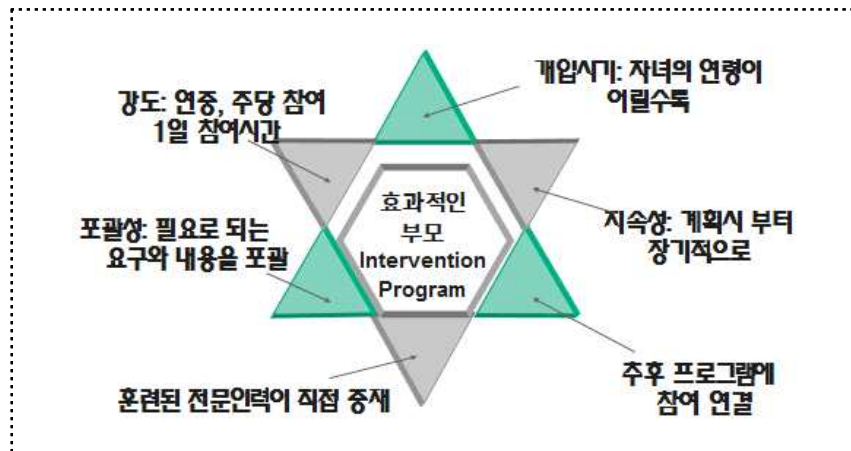 개입시기: 자녀의 연령이
어릴수록
강도: 연중, 주당 참여
1일 참여시간
효과적인
부모
Intervention
Program
포괄성: 필요로 되는
요구와 내용을 포괄
지속성: 계획시 부터
장기적으로
추후 프로그램에
참여 연결
훈련된 전문인력이 직접 중재